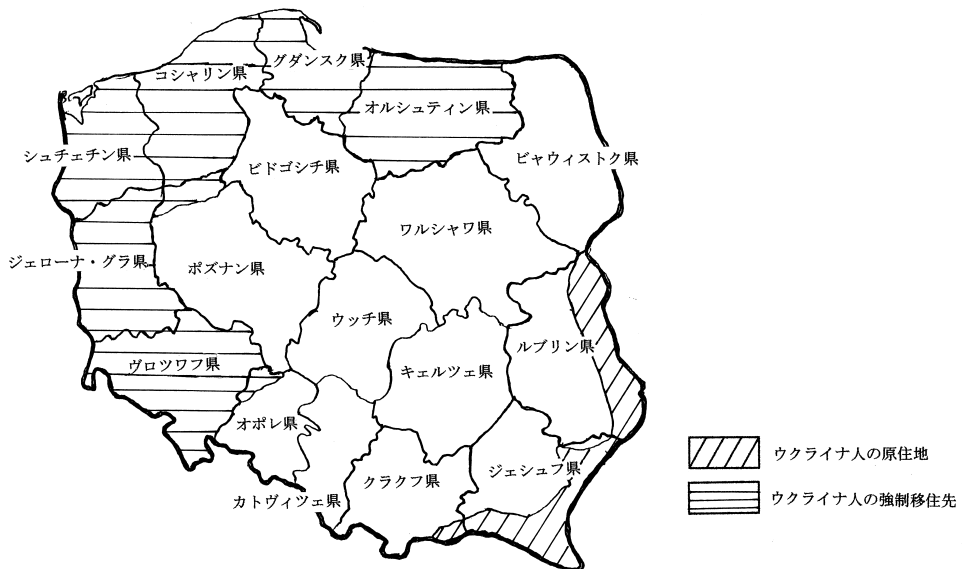 コシャリン県
グダンスク県
オルシュティン県
シュチェチン県
ビドゴシチ県
ビャウィストク県
ワルシャワ県
ジェローナ・グラ県
ポズナン県
ウッチ県
ルブリン県
ヴロツワフ県
キェルツェ県
オポレ県
ジェシュフ県
カトヴィツェ県
クラクフ県
ウクライナ人の原住地
ウクライナ人の強制移住先